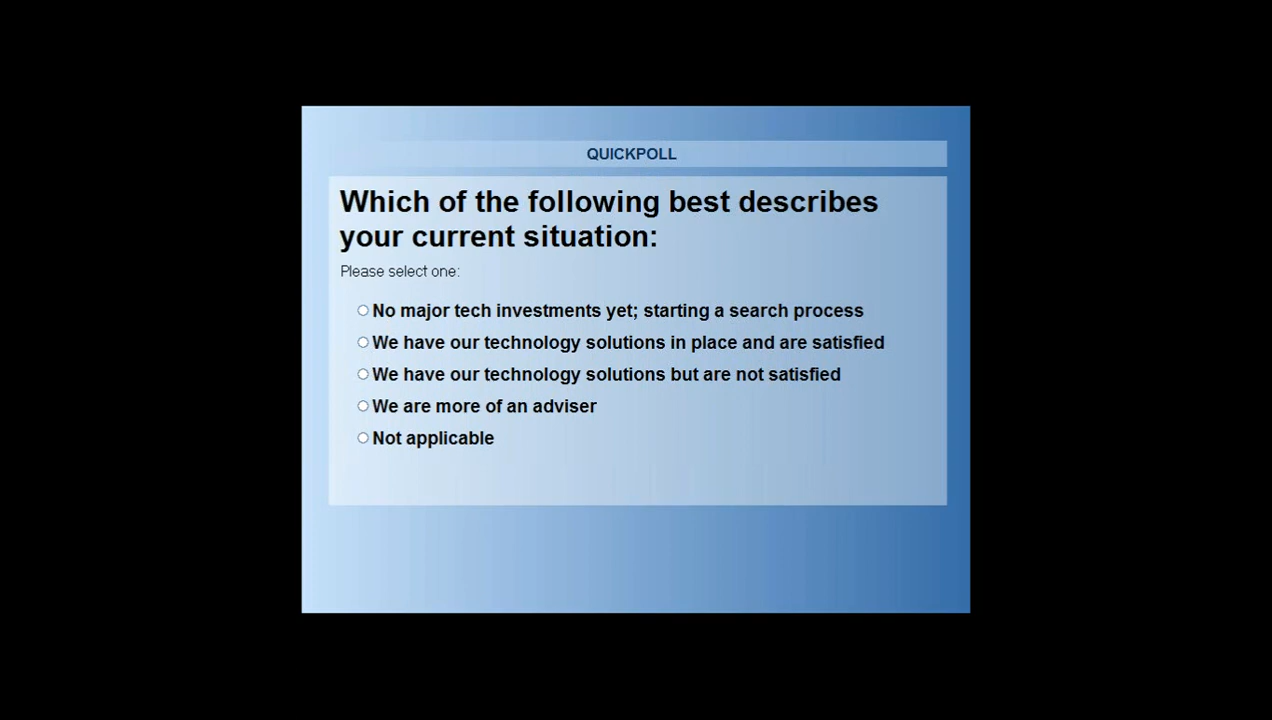 QUICKPOLL
Which of the following best describes
your current situation:
Please select one:
No major tech investments yet; starting a search process
We have our technology solutions in place and are satisfied
We have our technology solutions but are not satisfied
We are more of an adviser
Not applicable